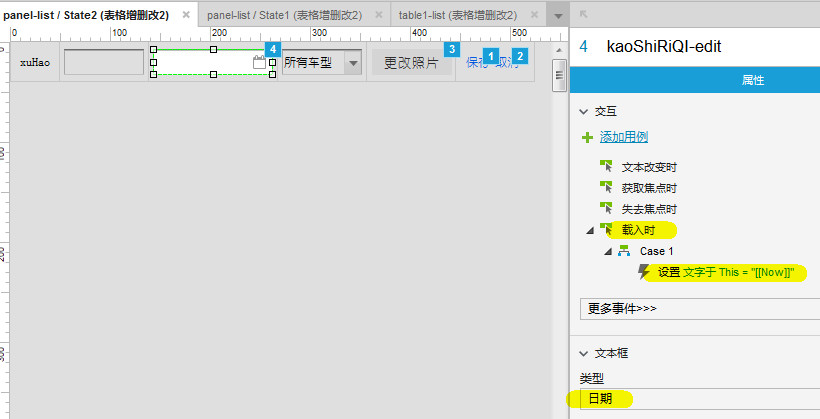 panel-list / State2 (表格增删改2)
panel-list / State1 (表格增删改2)
table1-list (表格增删改2)
0
100
200
300
400
500
4
kaoShiRiQI-edit
属性
xuHao
4
所有车型
更改照片
3
保存
1
取消
2
交互
添加用例
文本改变时
获取焦点时
失去焦点时
载入时
Case 1
设置 文字于 This = "[[Now]]"
更多事件>>>
文本框
类型
日期
0
100
200
300